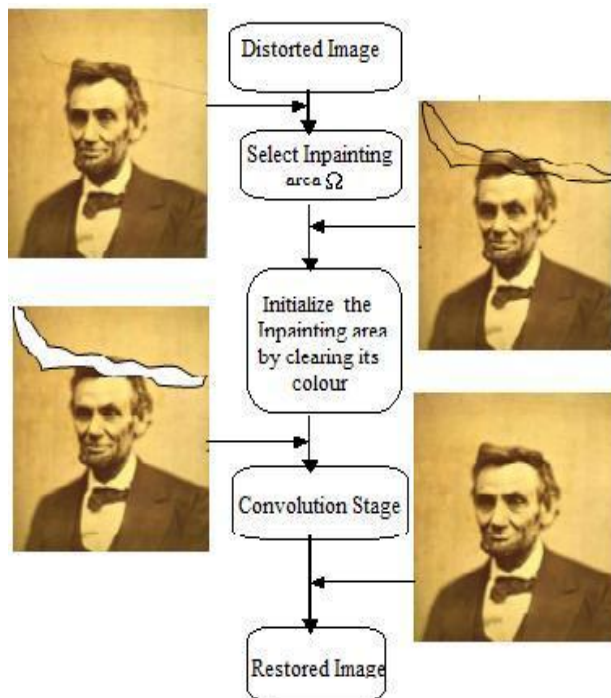 Distorted Image
Select Inpainting
area Ω
Initialize the
Inpainting area
by clearing its
colour
Convolution Stage
Restored Image